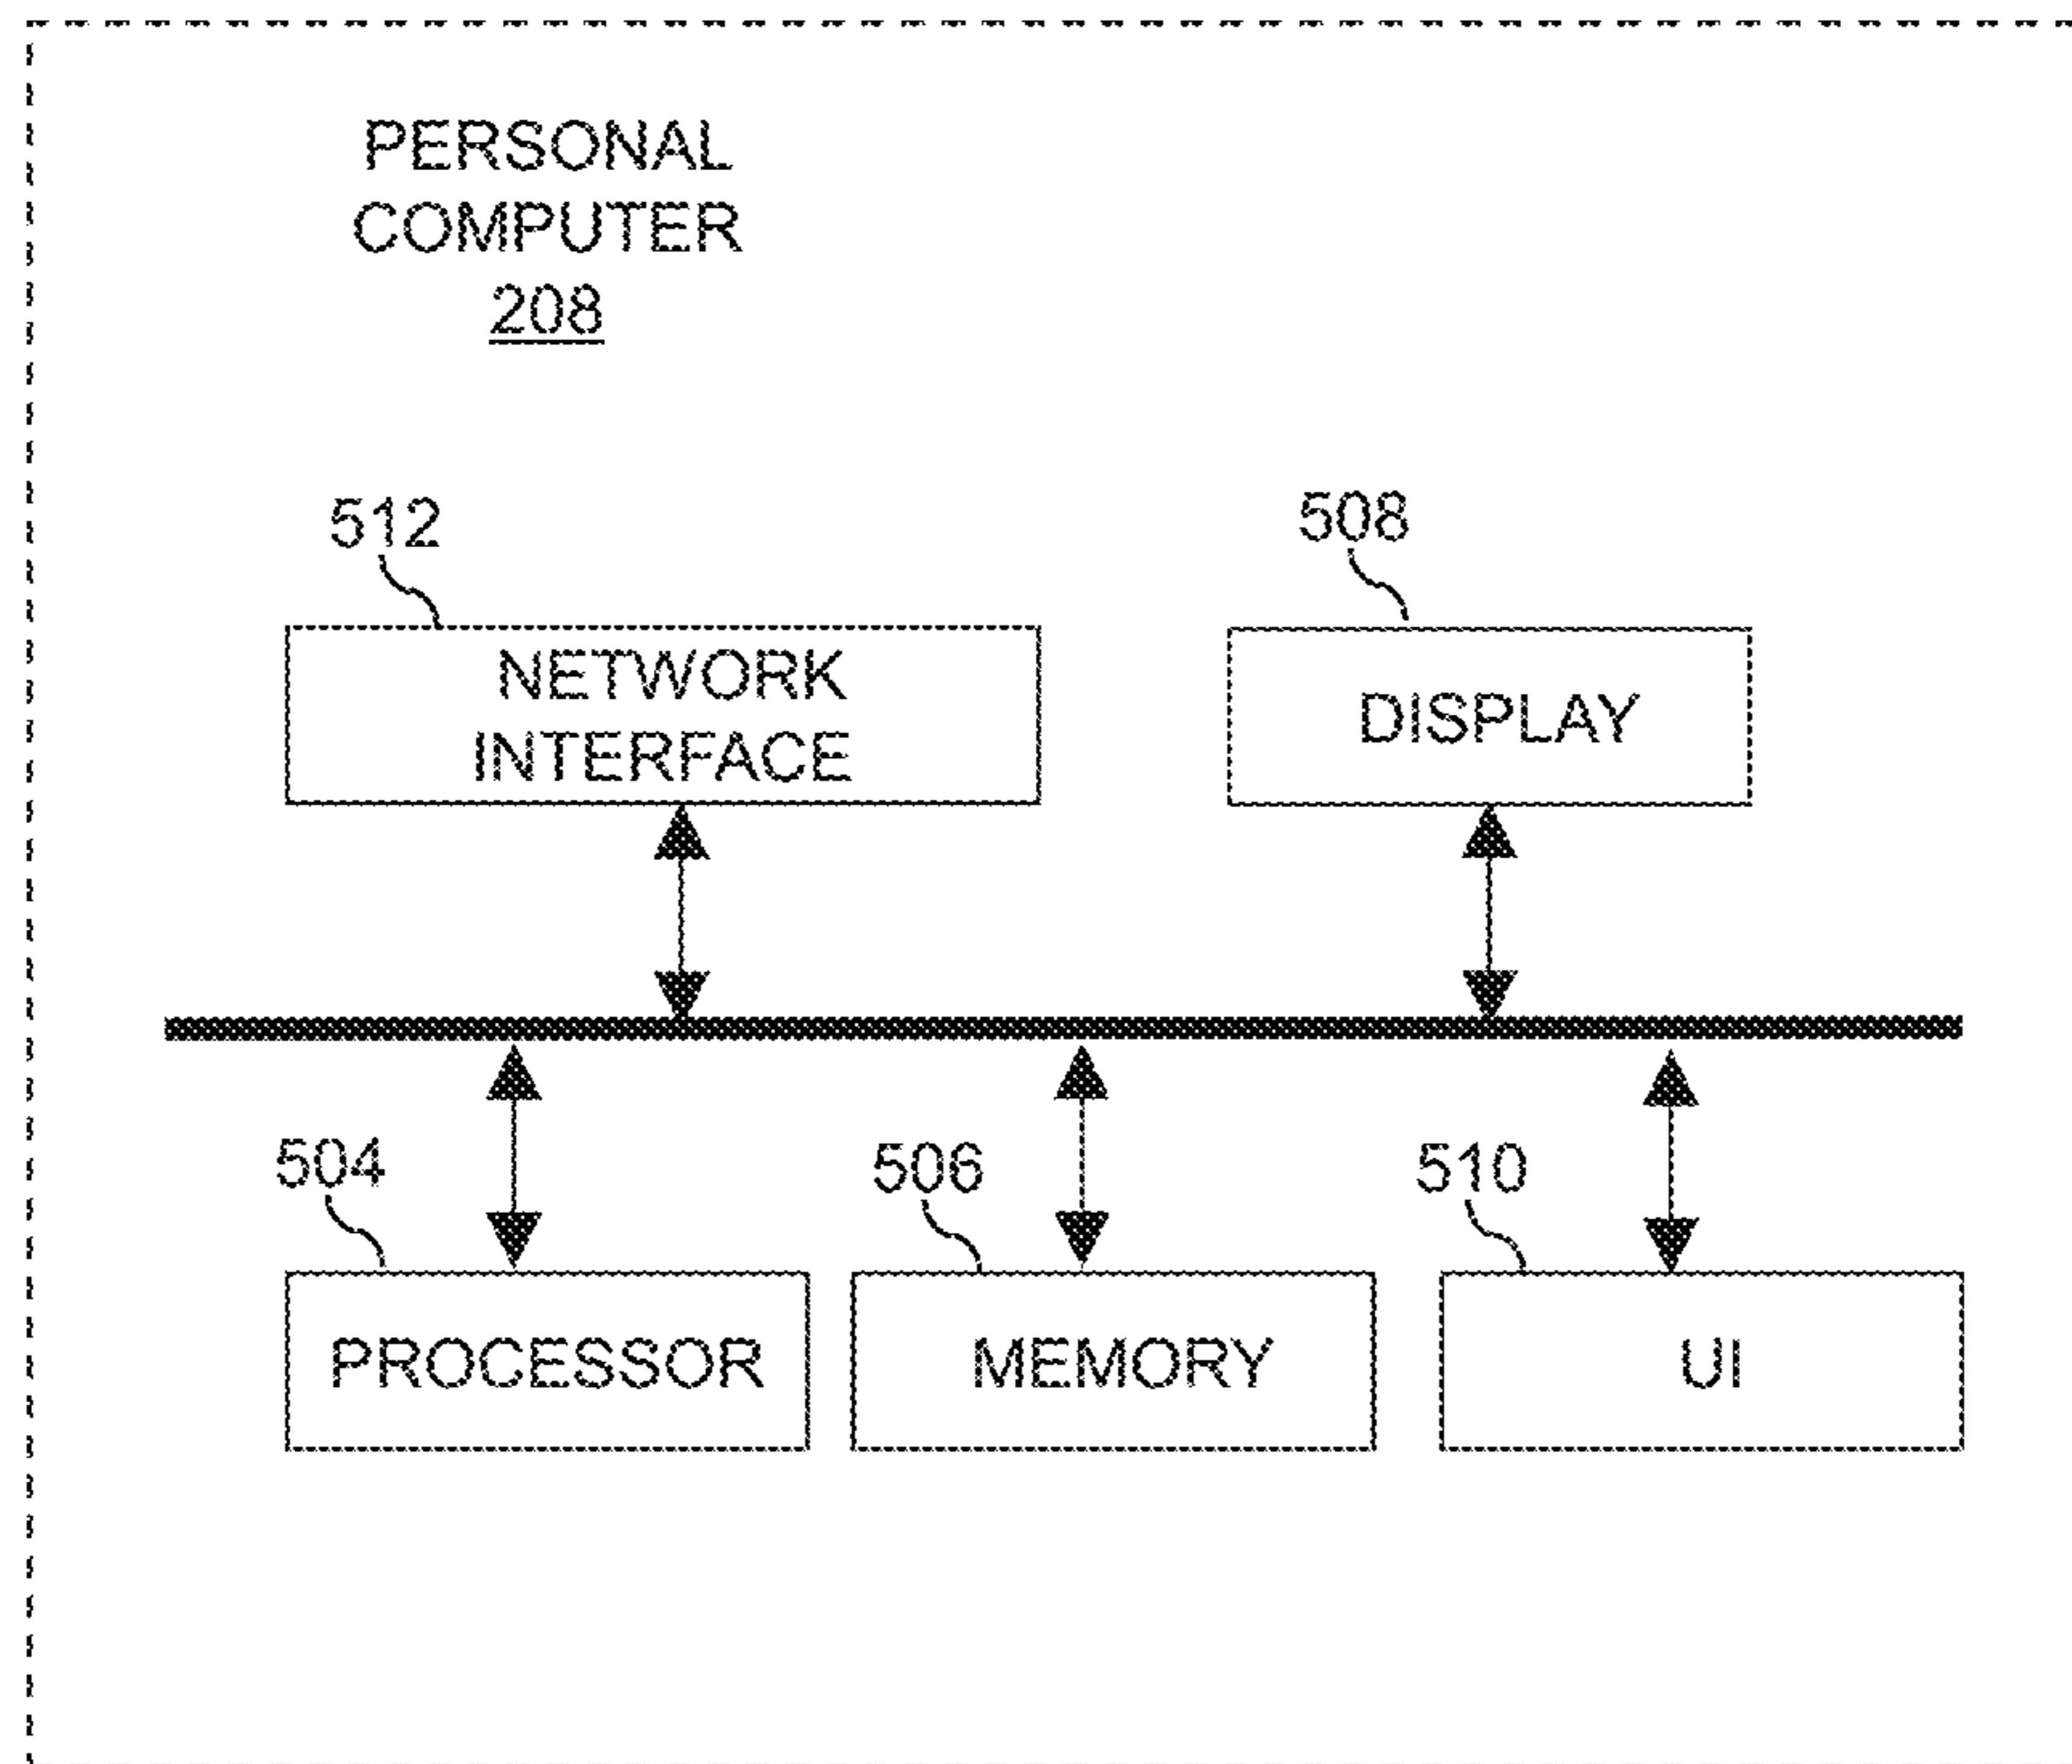 PERSONAL
COMPUTER
208
512
508
NETWORK
INTERFACE
DISPLAY
504
506
510
PROCESSOR
MEMORY
UI